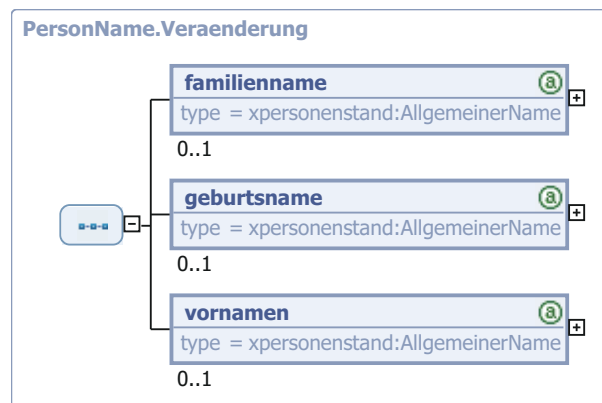 PersonName.Veraenderung
familienname
a
type = xpersonenstand:AllgemeinerName
0..1
geburtsname
a
type = xpersonenstand:AllgemeinerName
0..1
vornamen
a
type = xpersonenstand:AllgemeinerName
0..1